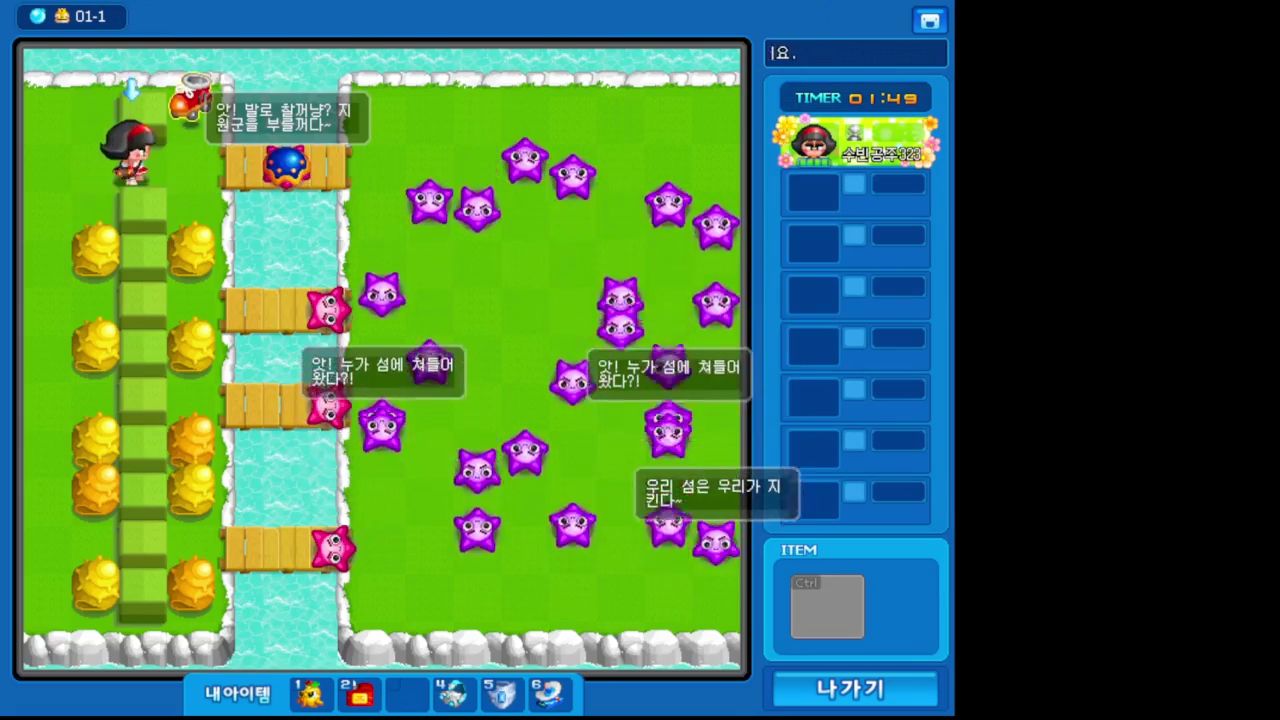 01-1
요.
앗! 발로 찰꺼냥? 지
원군을 부를꺼다~
TIMER 01:49
수빈공주323
앗! 누가 섬에 쳐들어
왔다?!
앗! 누가 섬에 쳐들어
왔다?!
우리 섬은 우리가 지
킨다~
ITEM
Ctrl
나가기
내아이템
1
2
4
5
6